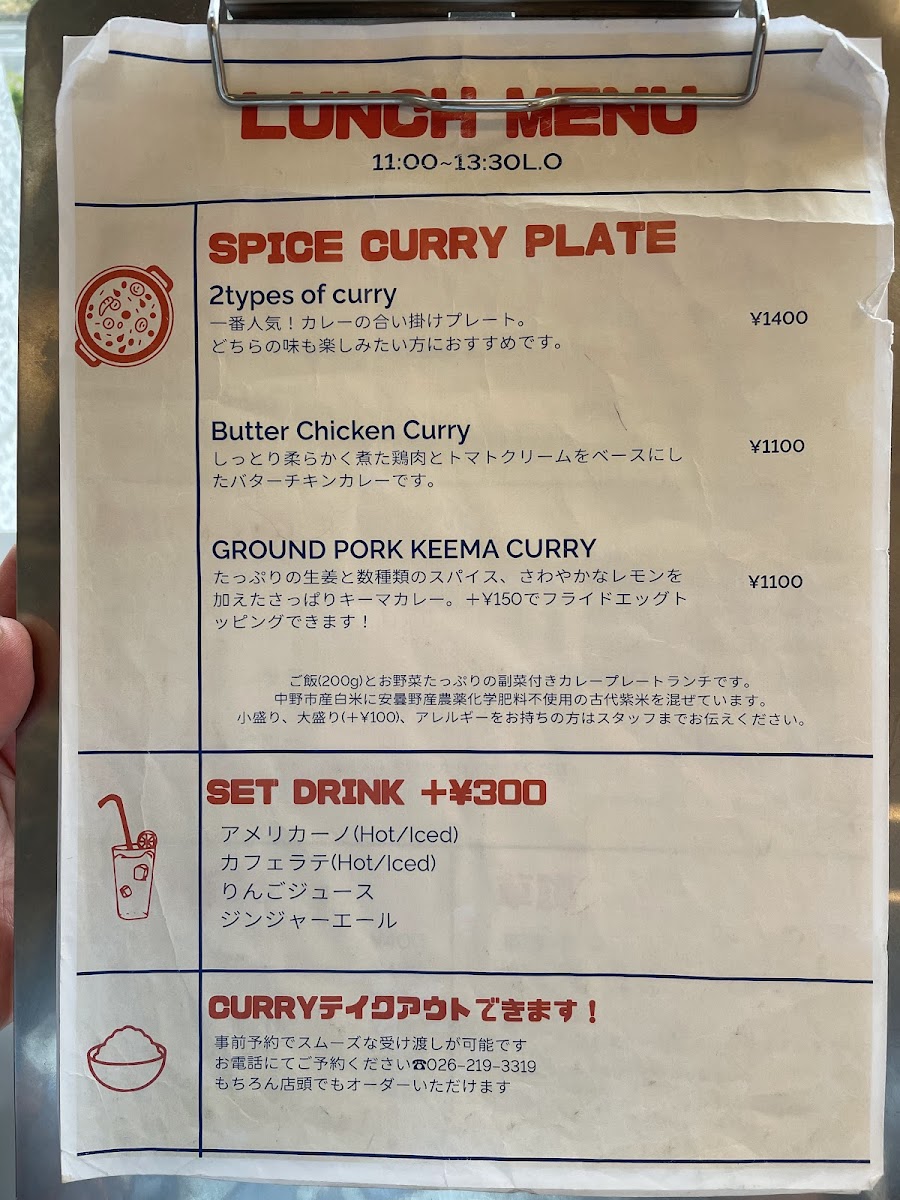 LUNCH MENU
11:00~13:30L.O
SPICE CURRY PLATE
2types of curry
一番人気！カレーの合い掛けプレート。
どちらの味も楽しみたい方におすすめです。
¥1400
Butter Chicken Curry
しっとり柔らかく煮た鶏肉とトマトクリームをベースにし
たバターチキンカレーです。
¥1100
GROUND PORK KEEMA CURRY
たっぷりの生姜と数種類のスパイス、さわやかなレモンを
加えたさっぱりキーマカレー。＋¥150でフライドエッグト
ッピングできます！
¥1100
ご飯(200g)とお野菜たっぷりの副菜付きカレープレートランチです。
中野市産白米に安曇野産農薬化学肥料不使用の古代紫米を混ぜています。
小盛り、大盛り(＋¥100)、アレルギーをお持ちの方はスタッフまでお伝えください。
SET DRINK ＋¥300
アメリカーノ(Hot/Iced)
カフェラテ(Hot/Iced)
りんごジュース
ジンジャーエール
CURRYテイクアウトできます！
事前予約でスムーズな受け渡しが可能です
お電話にてご予約ください☎026-219-3319
もちろん店頭でもオーダーいただけます